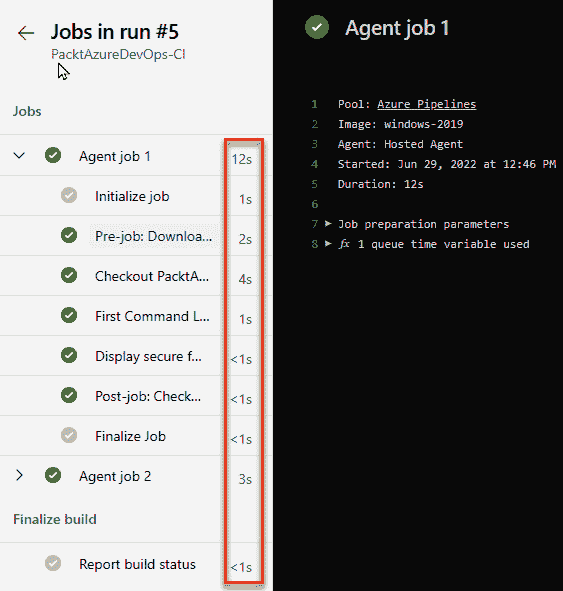 Jobs in run #5
PacktAzureDevOps-CI
Jobs
Agent job 1 12s
Initialize job 1s
Pre-job: Downloa... 2s
Checkout PacktA... 4s
First Command L... 1s
Display secure f... <1s
Post-job: Check... <1s
Finalize Job <1s
Agent job 2 3s
Finalize build
Report build status <1s
Agent job 1
1 Pool: Azure Pipelines
2 Image: windows-2019
3 Agent: Hosted Agent
4 Started: Jun 29, 2022 at 12:46 PM
5 Duration: 12s
6
7 Job preparation parameters
8 fx 1 queue time variable used